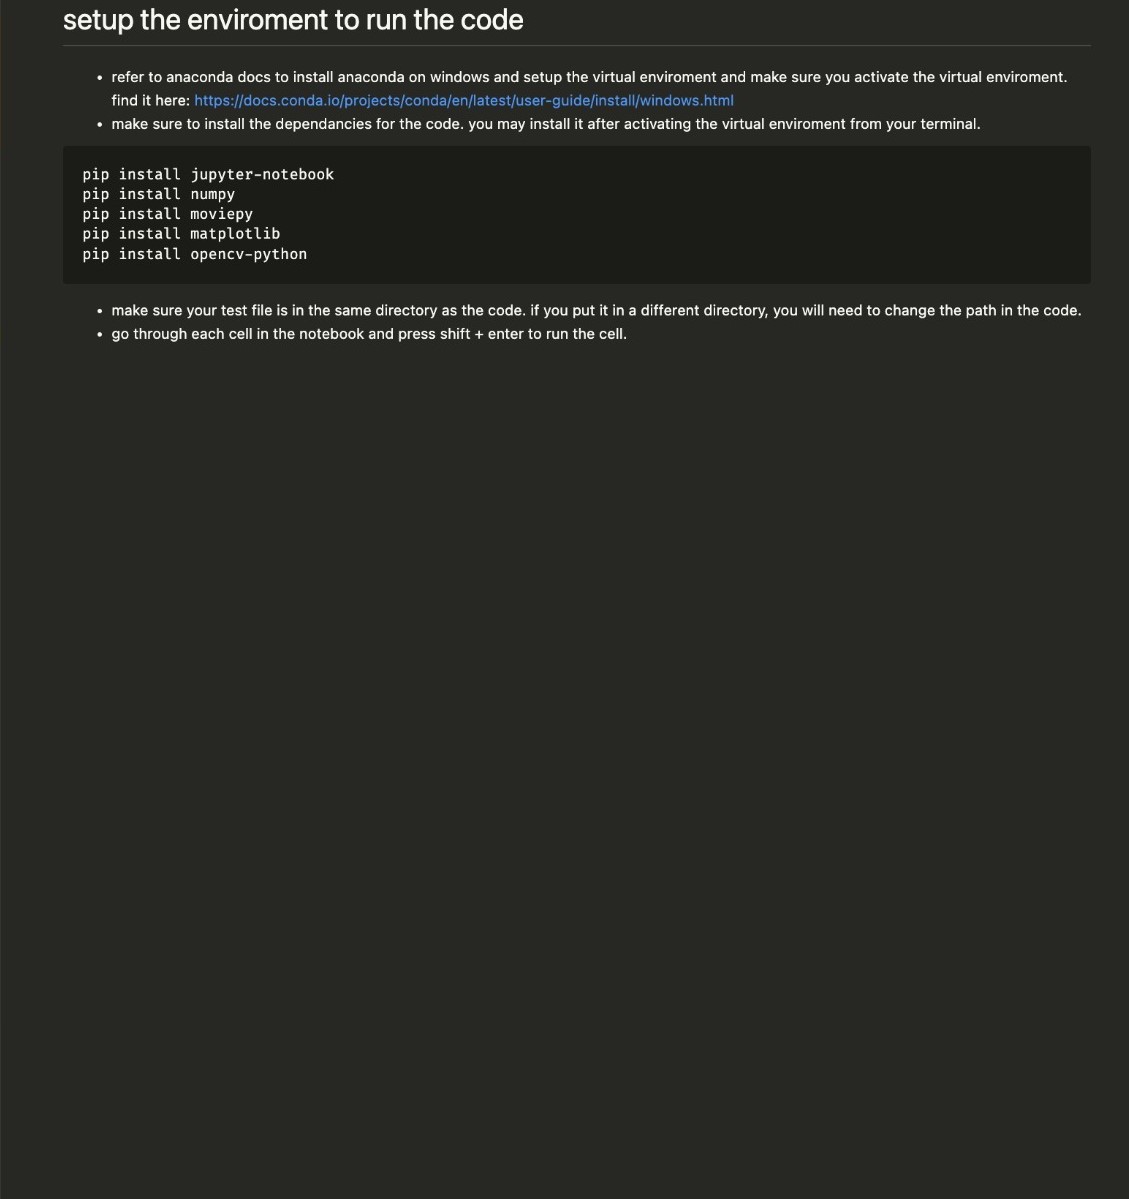 setup the enviroment to run the code
• refer to anaconda docs to install anaconda on windows and setup the virtual enviroment and make sure you activate the virtual enviroment.
find it here: https://docs.conda.io/projects/conda/en/latest/user-guide/install/windows.html
• make sure to install the dependancies for the code. you may install it after activating the virtual enviroment from your terminal.
pip install jupyter-notebook
pip install numpy
pip install moviepy
pip install matplotlib
pip install opencv-python
• make sure your test file is in the same directory as the code. if you put it in a different directory, you will need to change the path in the code.
• go through each cell in the notebook and press shift + enter to run the cell.